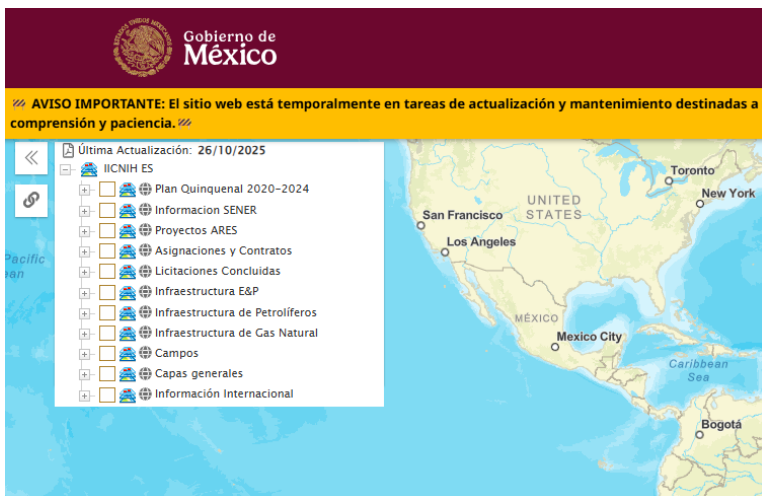 Gobierno de
México
AVISO IMPORTANTE: El sitio web está temporalmente en tareas de actualización y mantenimiento destinadas a
comprensión y paciencia.
Última Actualización: 26/10/2025
IICNIH ES
Plan Quinquenal 2020-2024
Informacion SENER
Proyectos ARES
Asignaciones y Contratos
Licitaciones Concluidas
Infraestructura E&P
Infraestructura de Petrolíferos
Infraestructura de Gas Natural
Campos
Capas generales
Información Internacional
Toronto
New York
UNITED
STATES
San Francisco
Los Angeles
Pacific
MÉXICO
Mexico City
Caribbean
Sea
Bogotá